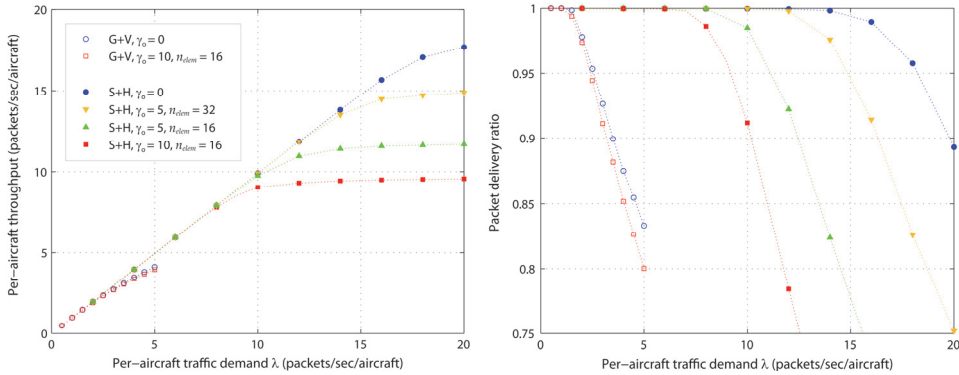 Per−aircraft throughput (packets/sec/aircraft)
20
15
10
5
0
G+V, γₒ = 0
G+V, γₒ = 10, nₑₗₑₘ = 16
S+H, γₒ = 0
S+H, γₒ = 5, nₑₗₑₘ = 32
S+H, γₒ = 5, nₑₗₑₘ = 16
S+H, γₒ = 10, nₑₗₑₘ = 16
0 5 10 15 20
Per−aircraft traffic demand λ (packets/sec/aircraft)
Packet delivery ratio
1
0.95
0.9
0.85
0.8
0.75
0 5 10 15 20
Per−aircraft traffic demand λ (packets/sec/aircraft)